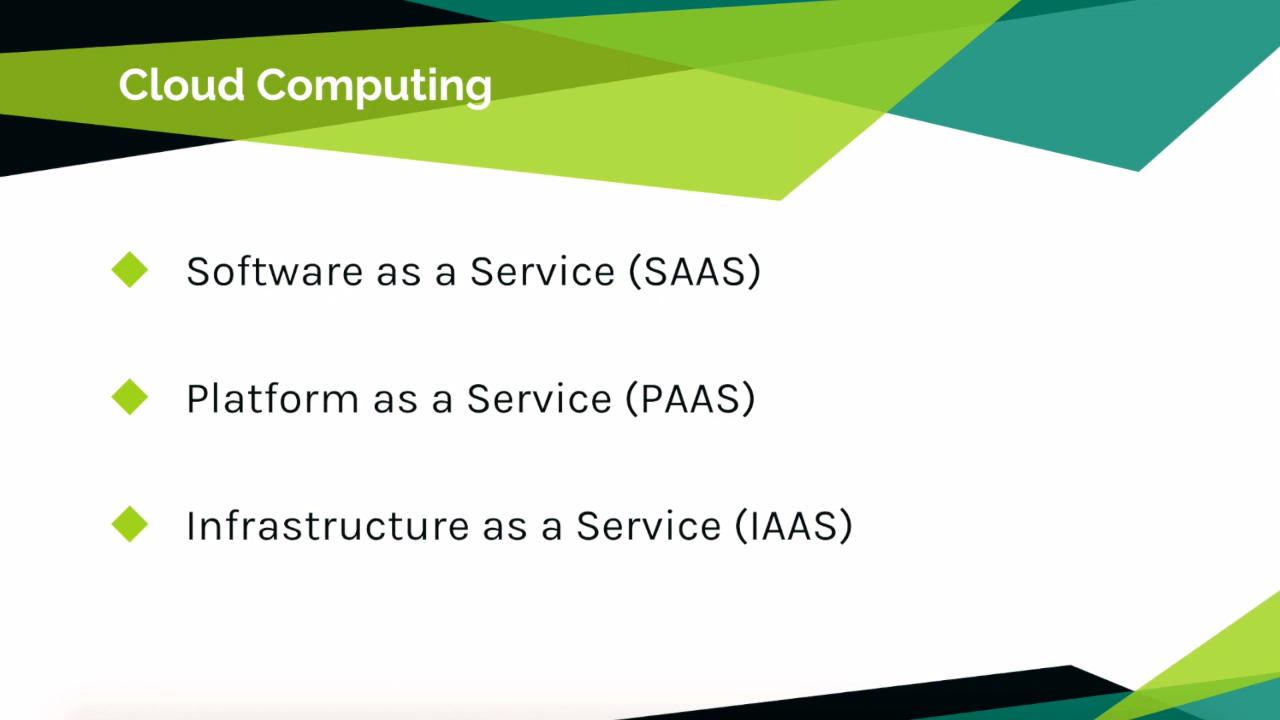 Cloud Computing
Software as a Service (SAAS)
Platform as a Service (PAAS)
Infrastructure as a Service (IAAS)